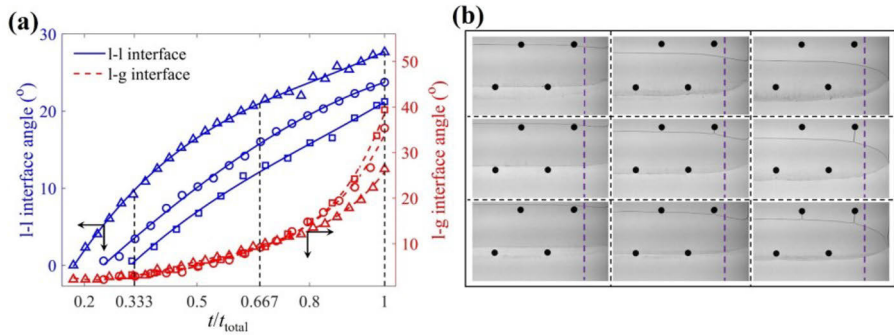 (a)
(b)
l-l interface
l-g interface
l-l interface angle (°)
30
20
10
0
l-g interface angle (°)
50
40
30
20
10
0.2
0.333
0.5
0.667
0.8
1
t/t_total